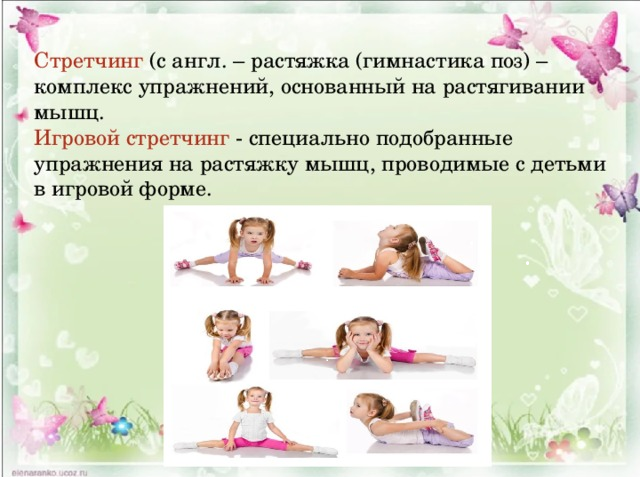 Стретчинг (с англ. – растяжка (гимнастика поз) –
комплекс упражнений, основанный на растягивании
мышц.
Игровой стретчинг - специально подобранные
упражнения на растяжку мышц, проводимые с детьми
в игровой форме.
elenaranko.ucoz.ru